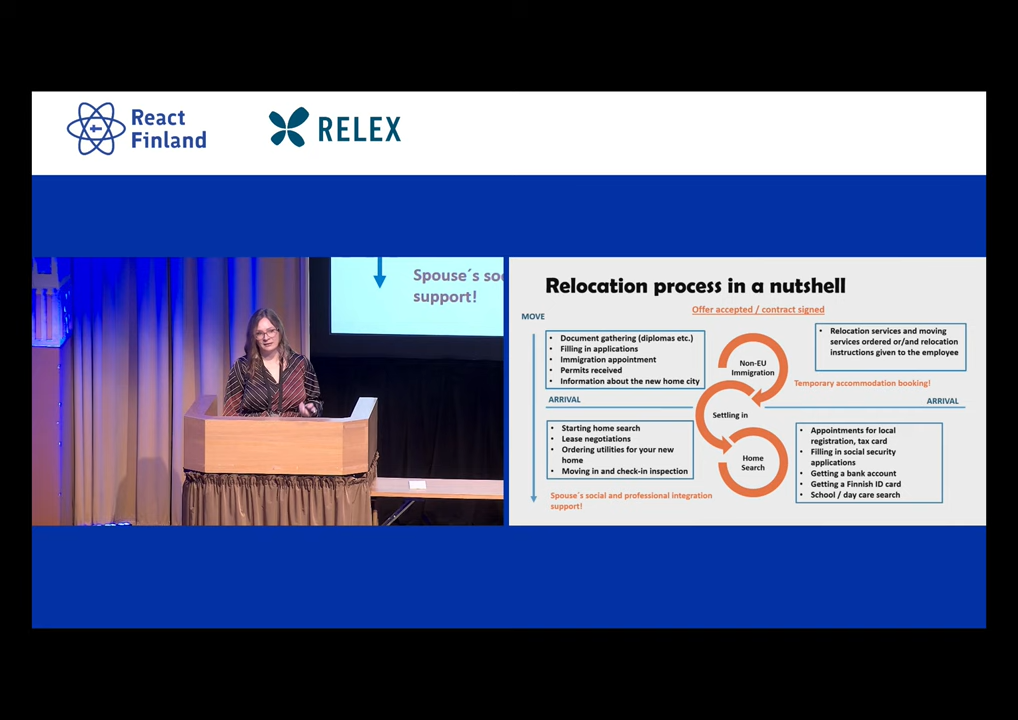 React
Finland
RELEX
Spouse´s so
support!
Relocation process in a nutshell
Offer accepted / contract signed
MOVE
• Document gathering (diplomas etc.)
• Filling in applications
• Immigration appointment
• Permits received
• Information about the new home city
Non-EU
Immigration
• Relocation services and moving
services ordered or/and relocation
instructions given to the employee
Temporary accommodation booking!
ARRIVAL
ARRIVAL
Settling in
• Starting home search
• Lease negotiations
• Ordering utilities for your new
home
• Moving in and check-in inspection
Home
Search
• Appointments for local
registration, tax card
• Filling in social security
applications
• Getting a bank account
• Getting a Finnish ID card
• School / day care search
Spouse´s social and professional integration
support!